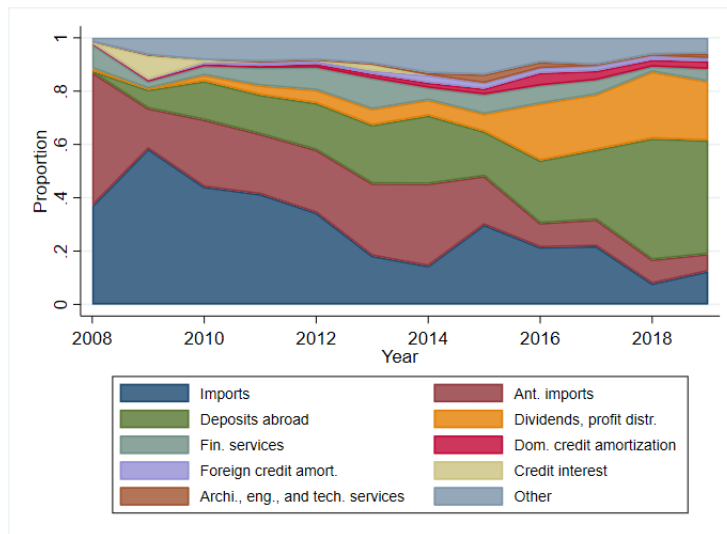 1
.8
.6
.4
.2
0
Proportion
2008 2010 2012 2014 2016 2018
Year
Imports Ant. imports
Deposits abroad Dividends, profit distr.
Fin. services Dom. credit amortization
Foreign credit amort. Credit interest
Archi., eng., and tech. services Other